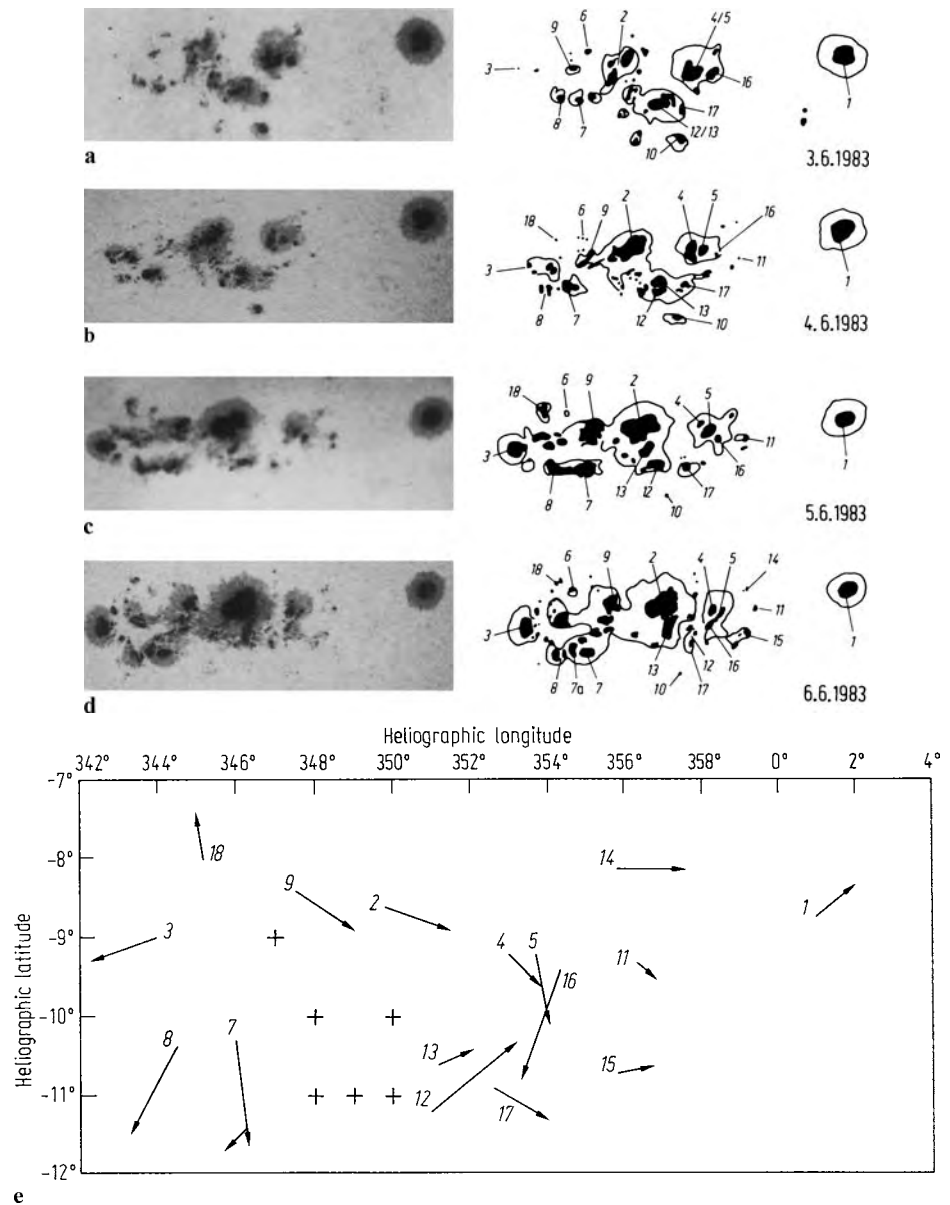 9 6 2 4/5
3
16
1
8 7 17
12/13
10
a
3.6.1983
18 6 9 2 4 5 16
3 11
1
8 7 12 13 17
10
b
4.6.1983
18 6 9 2 4 5
3 11
1
16
8 7 13 12 17
10
c
5.6.1983
18 6 9 2 4 5 14
11
3
1
15
8 7a 7 13 10 17 12 16
d
6.6.1983
Heliographic longitude
342° 344° 346° 348° 350° 352° 354° 356° 358° 0° 2° 4°
-7°
-8°
-9°
-10°
-11°
-12°
Heliographic latitude
18
14
9
2
1
3
4 5
11
16
8 7
13
15
12
17
e